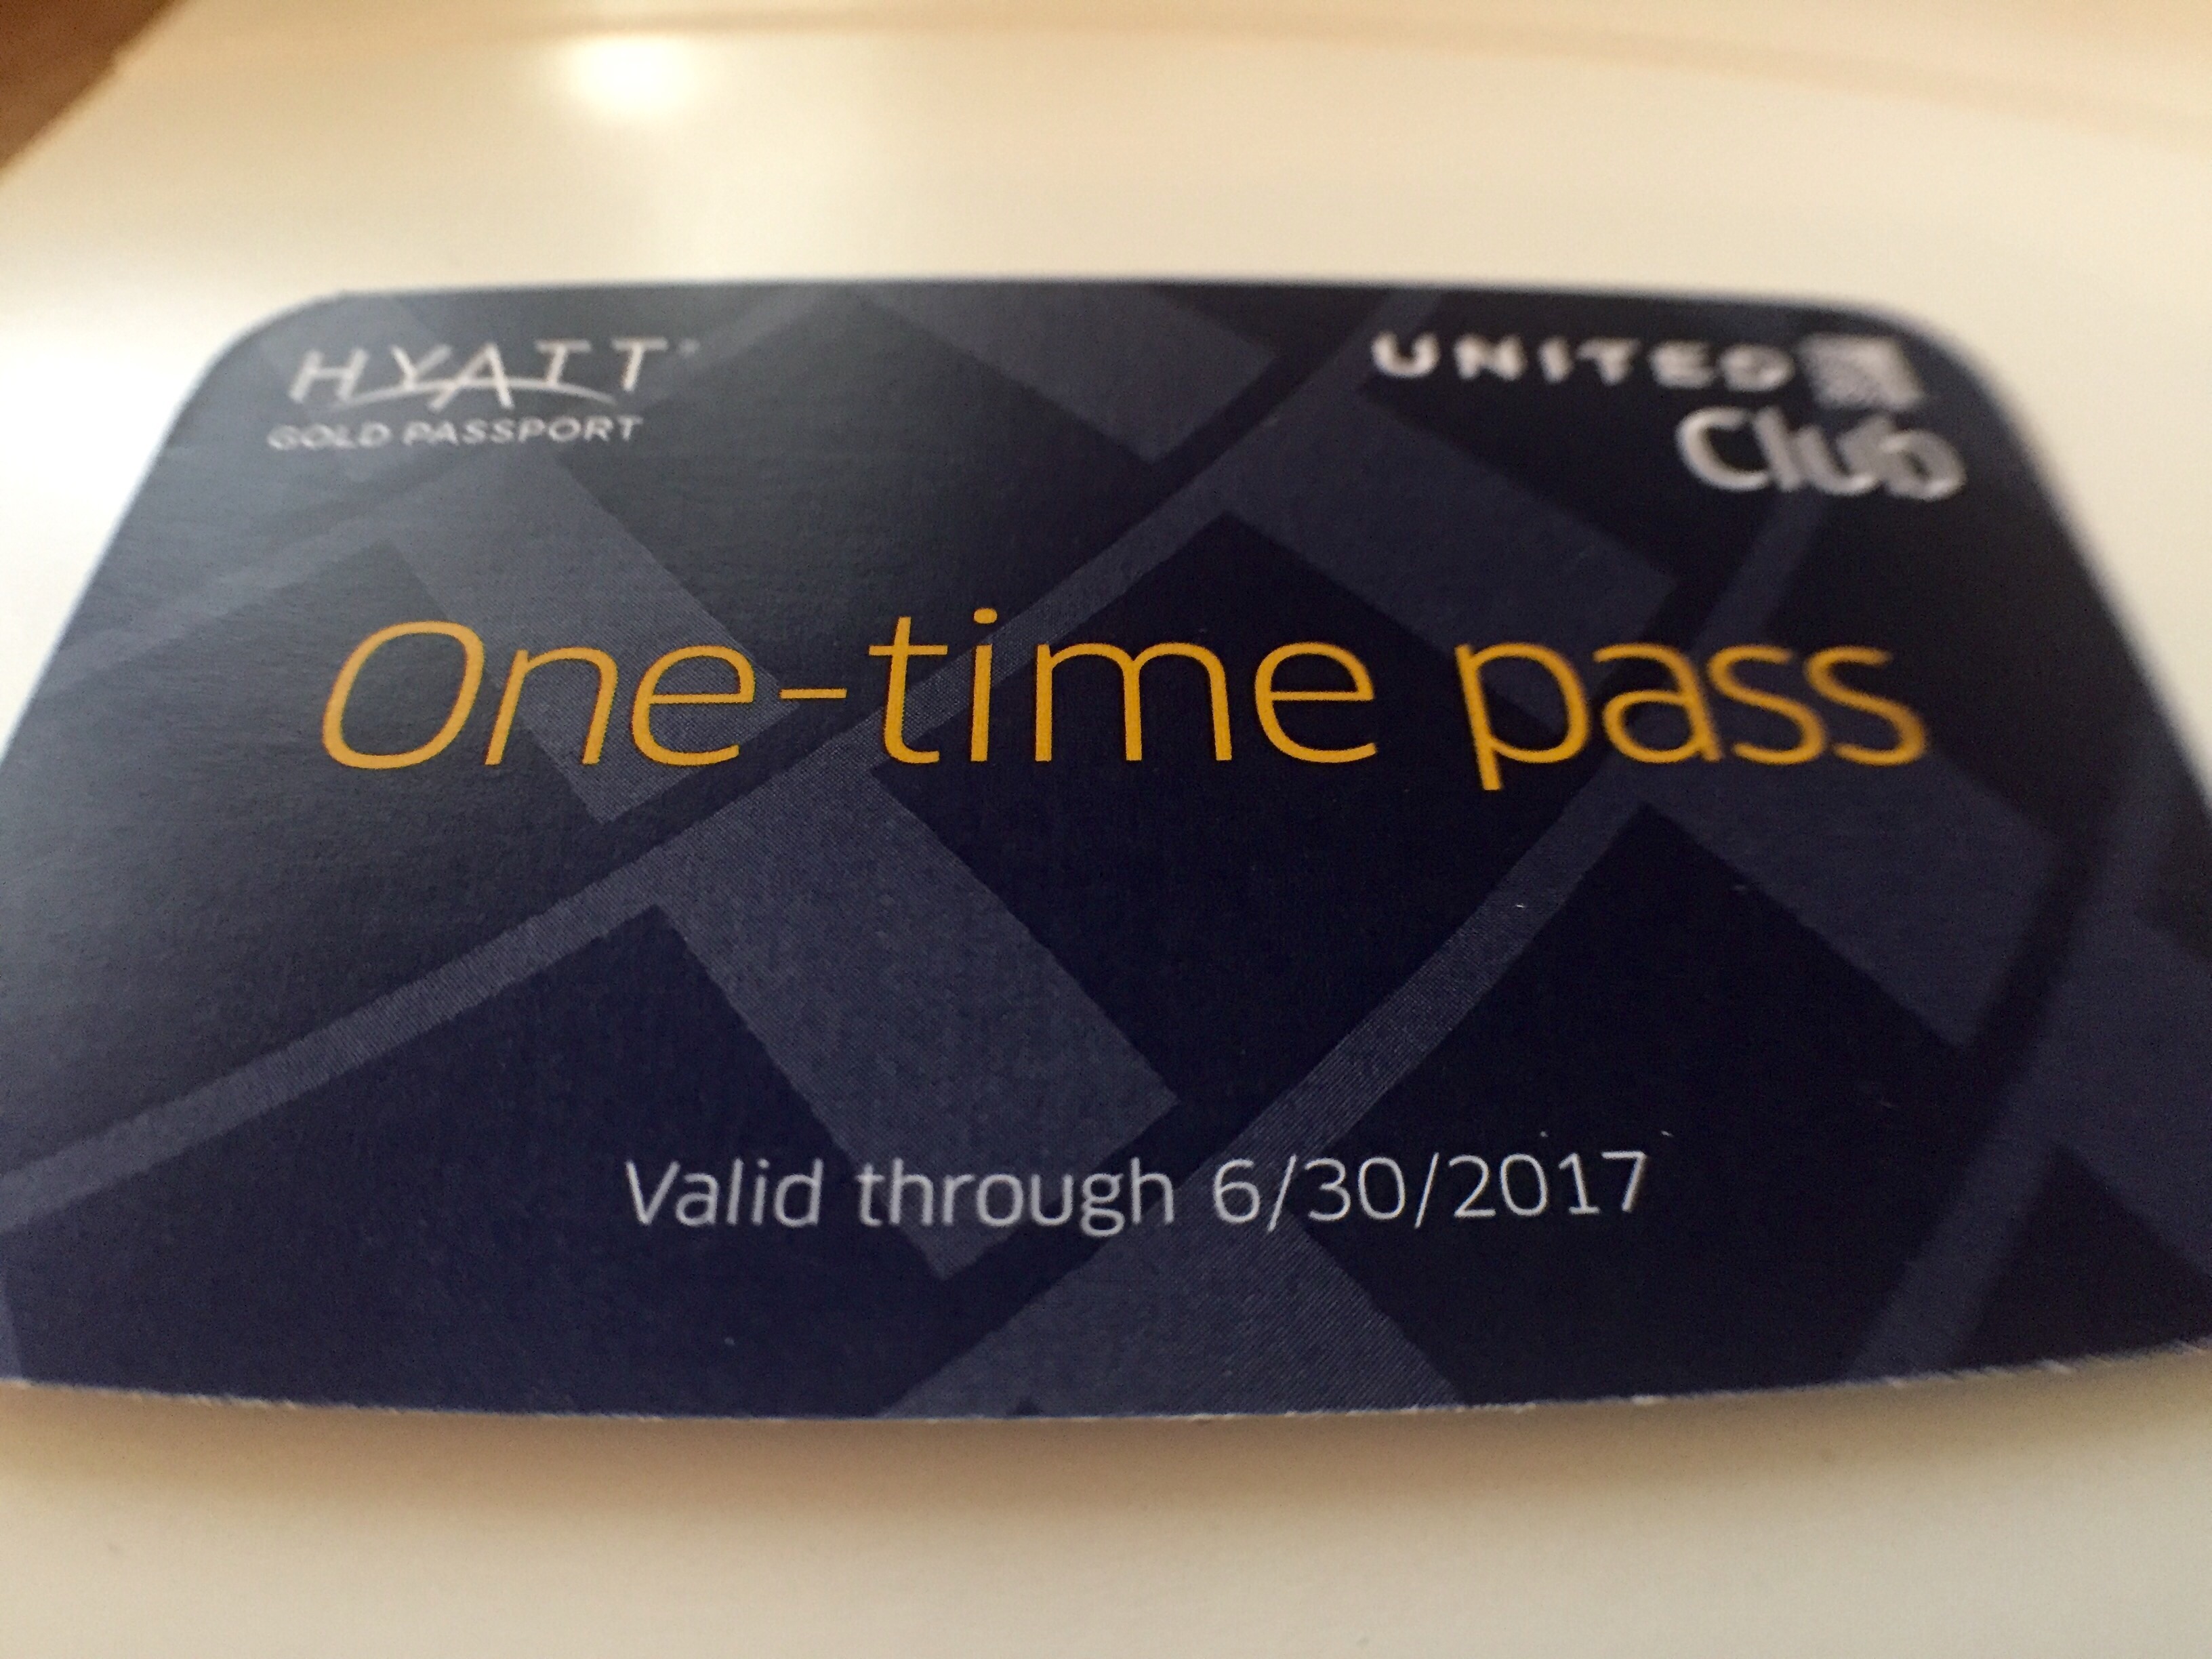 HYATT®
GOLD PASSPORT
UNITED
Club
One-time pass
Valid through 6/30/2017